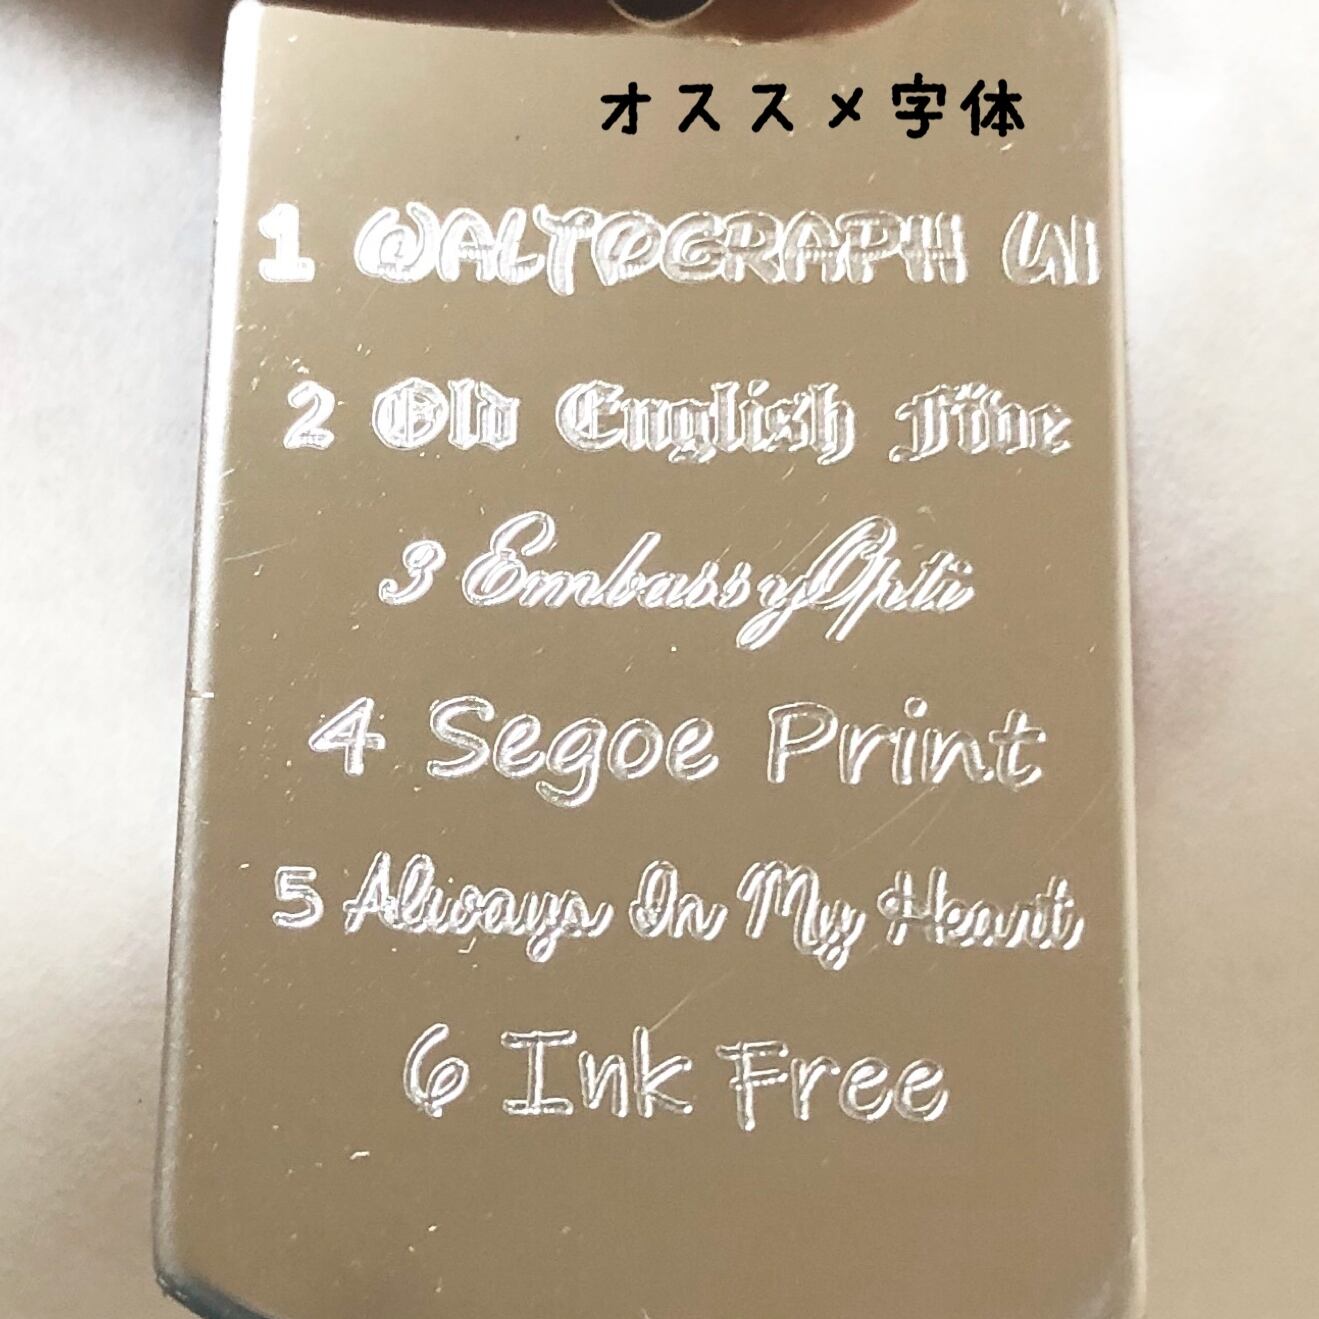 オススメ字体
1 WALTOGRAPH UI
2 Old English Five
3 EmbassyOpti
4 Segoe Print
5 Always In My Heart
6 Ink Free